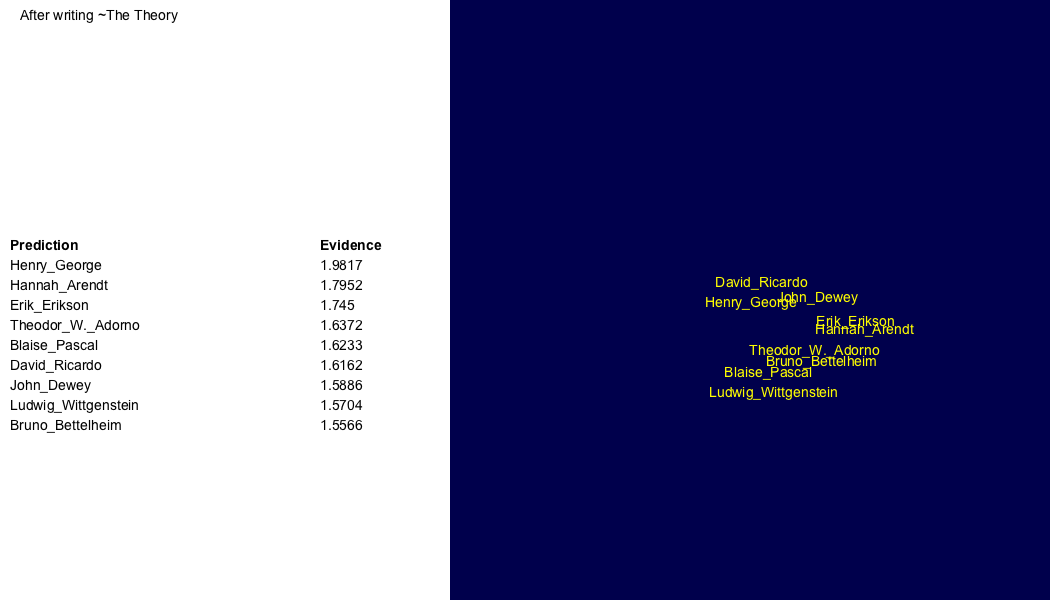 After writing ~The Theory
Prediction Evidence
Henry_George 1.9817
Hannah_Arendt 1.7952
Erik_Erikson 1.745
Theodor_W._Adorno 1.6372
Blaise_Pascal 1.6233
David_Ricardo 1.6162
John_Dewey 1.5886
Ludwig_Wittgenstein 1.5704
Bruno_Bettelheim 1.5566
David_Ricardo
John_Dewey
Henry_George
Erik_Erikson
Hannah_Arendt
Theodor_W._Adorno
Bruno_Bettelheim
Blaise_Pascal
Ludwig_Wittgenstein